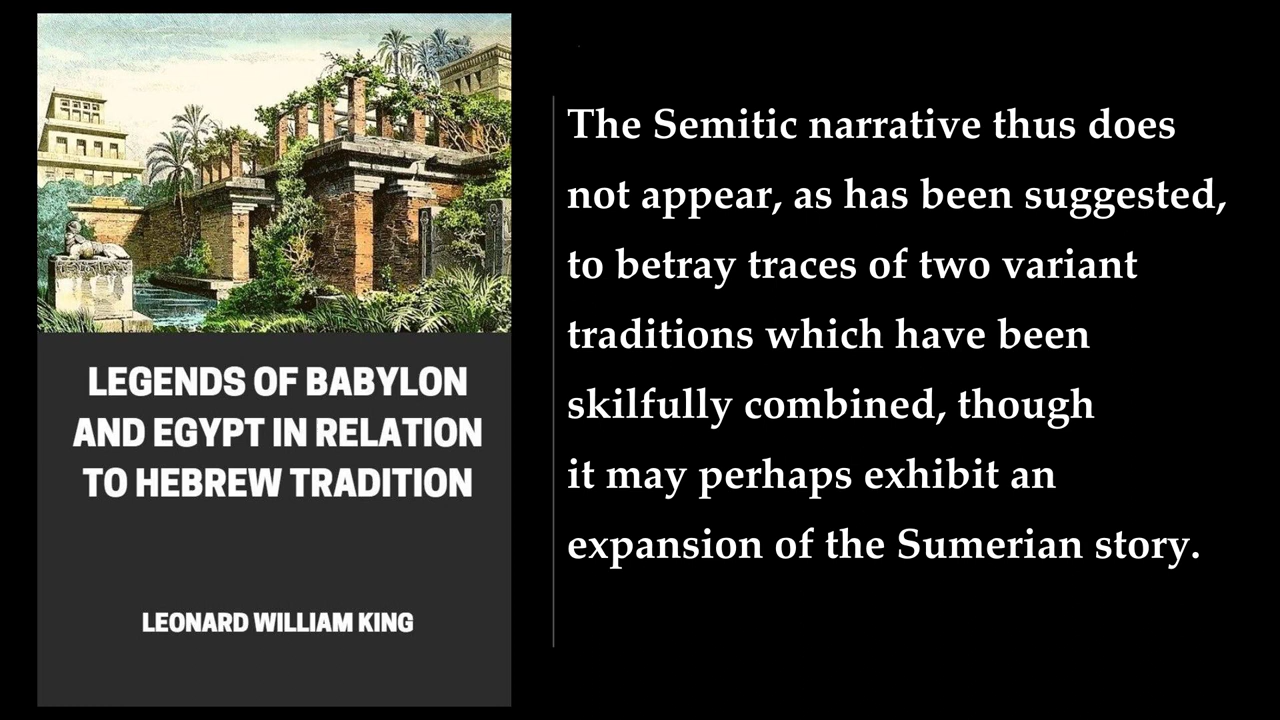 LEGENDS OF BABYLON
AND EGYPT IN RELATION
TO HEBREW TRADITION
LEONARD WILLIAM KING
The Semitic narrative thus does
not appear, as has been suggested,
to betray traces of two variant
traditions which have been
skilfully combined, though
it may perhaps exhibit an
expansion of the Sumerian story.